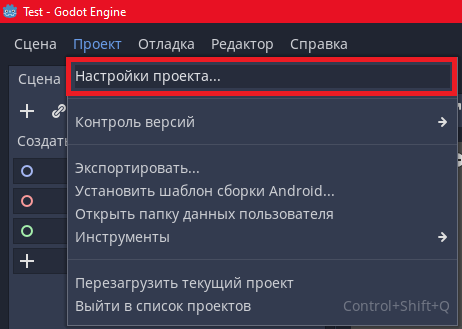 Test - Godot Engine
Сцена Проект Отладка Редактор Справка
Сцена
Настройки проекта...
Контроль версий
Создать
Экспортировать...
Установить шаблон сборки Android...
Открыть папку данных пользователя
Инструменты
Перезагрузить текущий проект
Выйти в список проектов Control+Shift+Q